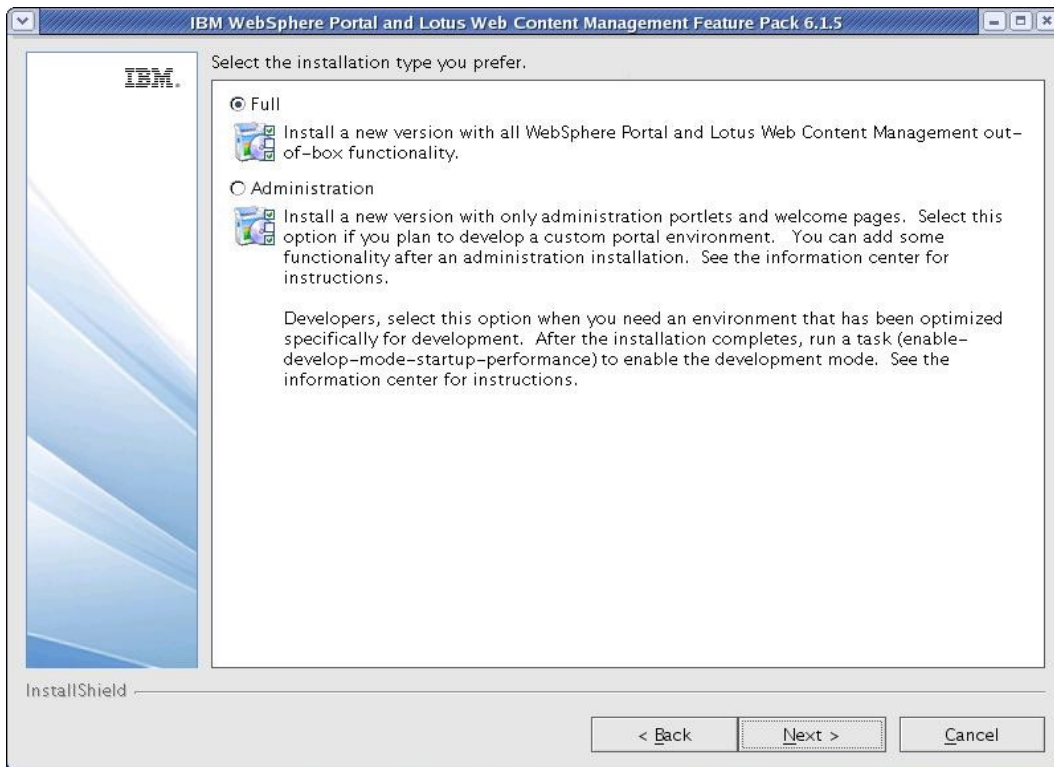 IBM WebSphere Portal and Lotus Web Content Management Feature Pack 6.1.5
IBM.
Select the installation type you prefer.
Full
Install a new version with all WebSphere Portal and Lotus Web Content Management out-
of-box functionality.
Administration
Install a new version with only administration portlets and welcome pages. Select this
option if you plan to develop a custom portal environment. You can add some
functionality after an administration installation. See the information center for
instructions.
Developers, select this option when you need an environment that has been optimized
specifically for development. After the installation completes, run a task (enable-
develop-mode-startup-performance) to enable the development mode. See the
information center for instructions.
InstallShield
< Back
Next >
Cancel